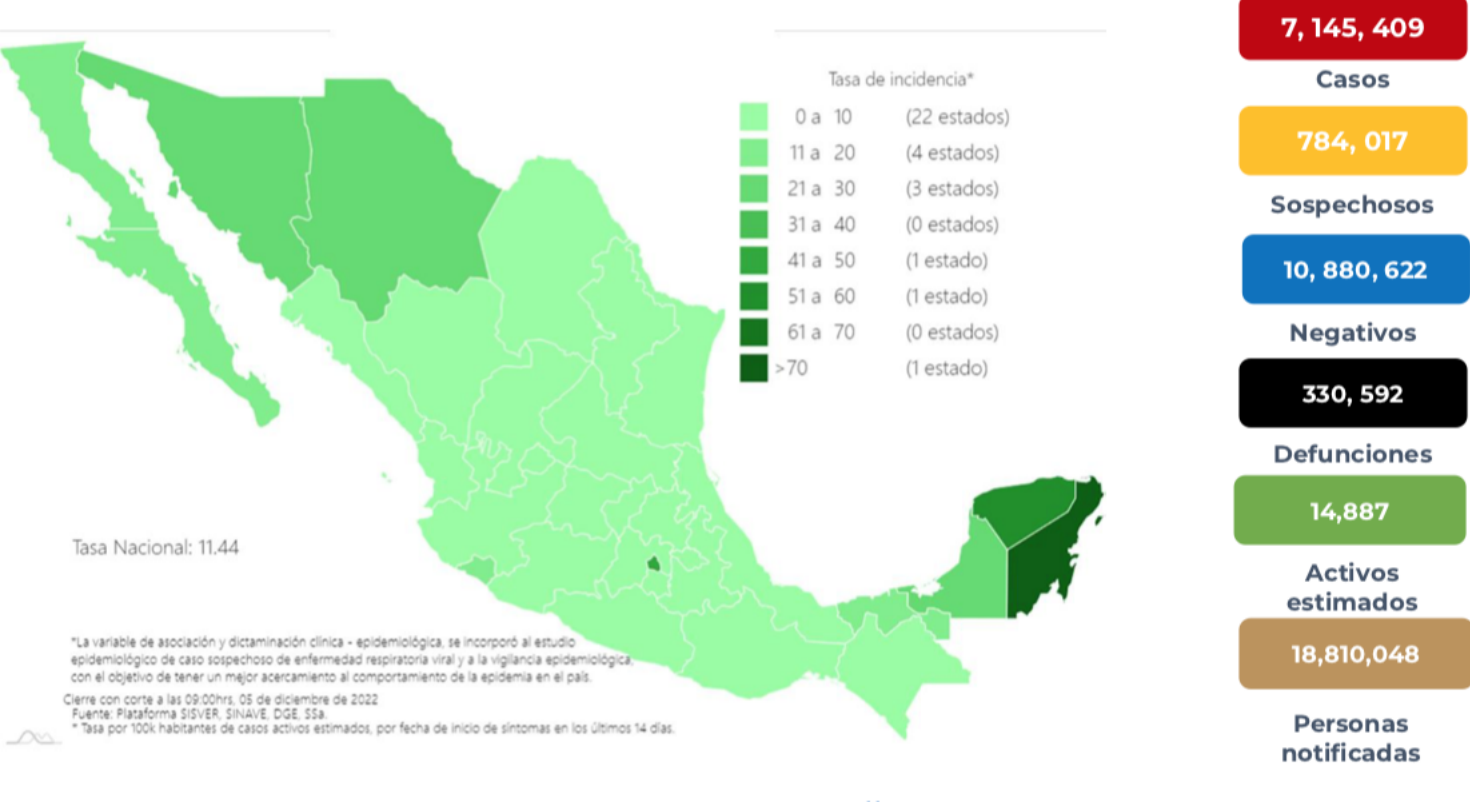 Tasa de incidencia*
0 a 10 (22 estados)
11 a 20 (4 estados)
21 a 30 (3 estados)
31 a 40 (0 estados)
41 a 50 (1 estado)
51 a 60 (1 estado)
61 a 70 (0 estados)
>70 (1 estado)
Tasa Nacional: 11.44
*La variable de asociación y dictaminación clínica - epidemiológica, se incorporó al estudio
epidemiológico de caso sospechoso de enfermedad respiratoria viral y a la vigilancia epidemiológica,
con el objetivo de tener un mejor acercamiento al comportamiento de la epidemia en el país.
Cierre con corte a las 09:00hrs, 05 de diciembre de 2022
Fuente: Plataforma SISVER, SINAVE, DGE, SSa.
* Tasa por 100k habitantes de casos activos estimados, por fecha de inicio de síntomas en los últimos 14 días.
7, 145, 409
Casos
784, 017
Sospechosos
10, 880, 622
Negativos
330, 592
Defunciones
14,887
Activos
estimados
18,810,048
Personas
notificadas